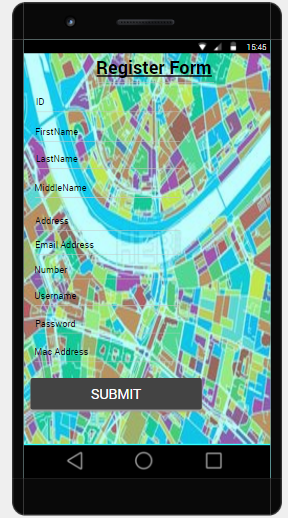 15:45
Register Form
ID
FirstName
LastName
MiddleName
Address
Email Address
Number
Username
Password
Mac Address
SUBMIT